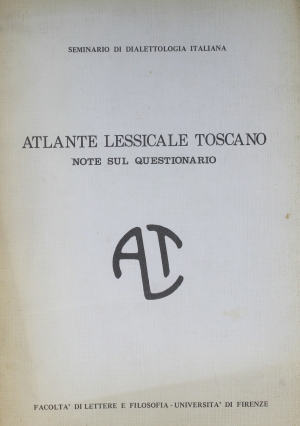 SEMINARIO DI DIALETTOLOGIA ITALIANA
ATLANTE LESSICALE TOSCANO
NOTE SUL QUESTIONARIO
ALT
FACOLTA' DI LETTERE E FILOSOFIA - UNIVERSITA' DI FIRENZE